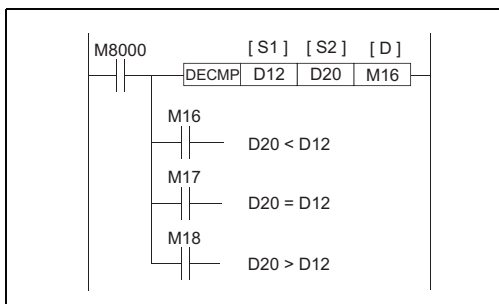 M8000 [ S1 ] [ S2 ] [ D ]
DECMP D12 D20 M16
M16
D20 < D12
M17
D20 = D12
M18
D20 > D12